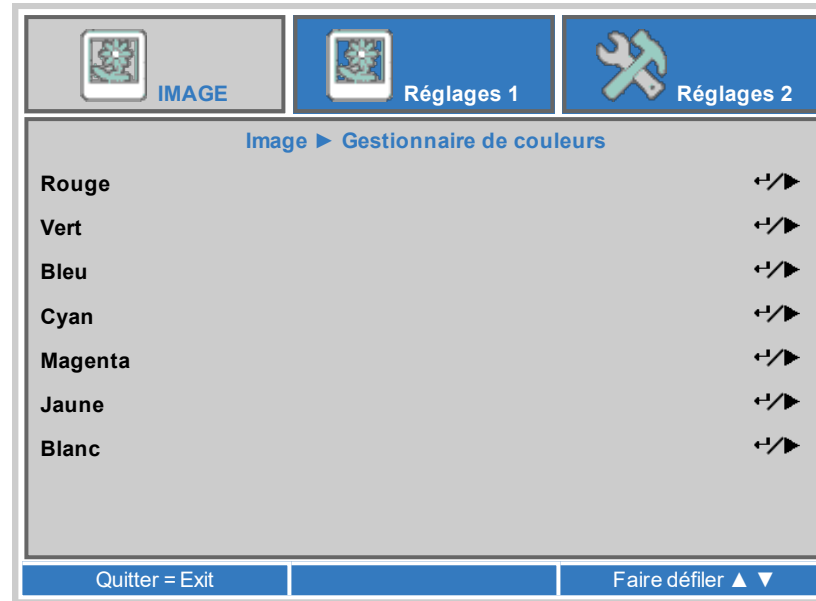 IMAGE
Réglages 1
Réglages 2
Image ► Gestionnaire de couleurs
Rouge ↵/►
Vert ↵/►
Bleu ↵/►
Cyan ↵/►
Magenta ↵/►
Jaune ↵/►
Blanc ↵/►
Quitter = Exit
Faire défiler ▲ ▼